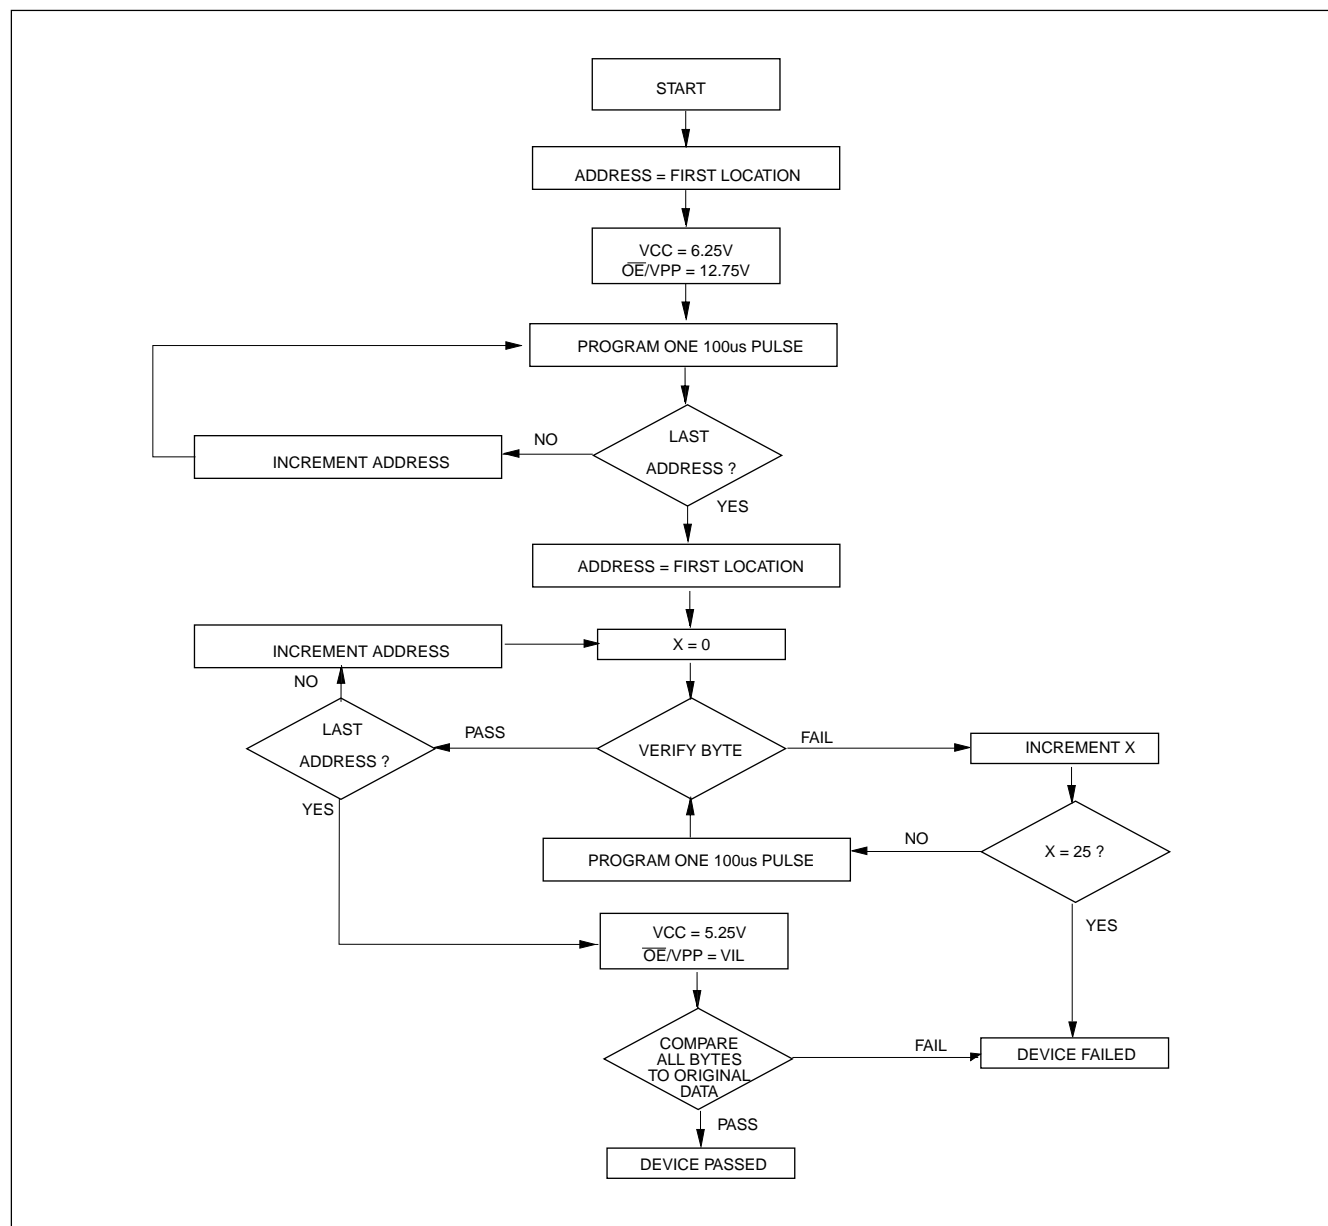 START
ADDRESS = FIRST LOCATION
VCC = 6.25V
O̅E̅/VPP = 12.75V
PROGRAM ONE 100us PULSE
NO
LAST
ADDRESS ?
INCREMENT ADDRESS
YES
ADDRESS = FIRST LOCATION
INCREMENT ADDRESS
X = 0
NO
LAST
ADDRESS ?
PASS
VERIFY BYTE
FAIL
INCREMENT X
YES
PROGRAM ONE 100us PULSE
NO
X = 25 ?
YES
VCC = 5.25V
O̅E̅/VPP = VIL
COMPARE
ALL BYTES
TO ORIGINAL
DATA
FAIL
DEVICE FAILED
PASS
DEVICE PASSED